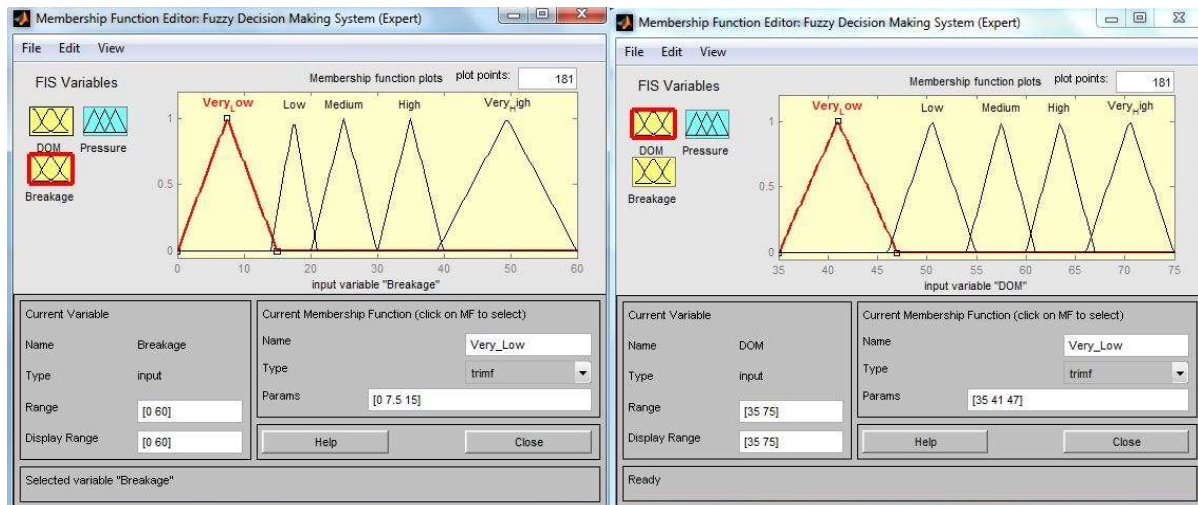 Membership Function Editor: Fuzzy Decision Making System (Expert)
File Edit View
FIS Variables
Membership function plots plot points: 181
DOM Pressure
Breakage
Very_Low Low Medium High Very_High
1
0.5
0
0 10 20 30 40 50 60
input variable "Breakage"
Current Variable
Name Breakage
Type input
Range [0 60]
Display Range [0 60]
Current Membership Function (click on MF to select)
Name Very_Low
Type trimf
Params [0 7.5 15]
Help Close
Selected variable "Breakage"
Membership Function Editor: Fuzzy Decision Making System (Expert)
File Edit View
FIS Variables
Membership function plots plot points: 181
DOM Pressure
Breakage
Very_Low Low Medium High Very_High
1
0.5
0
35 40 45 50 55 60 65 70 75
input variable "DOM"
Current Variable
Name DOM
Type input
Range [35 75]
Display Range [35 75]
Current Membership Function (click on MF to select)
Name Very_Low
Type trimf
Params [35 41 47]
Help Close
Ready